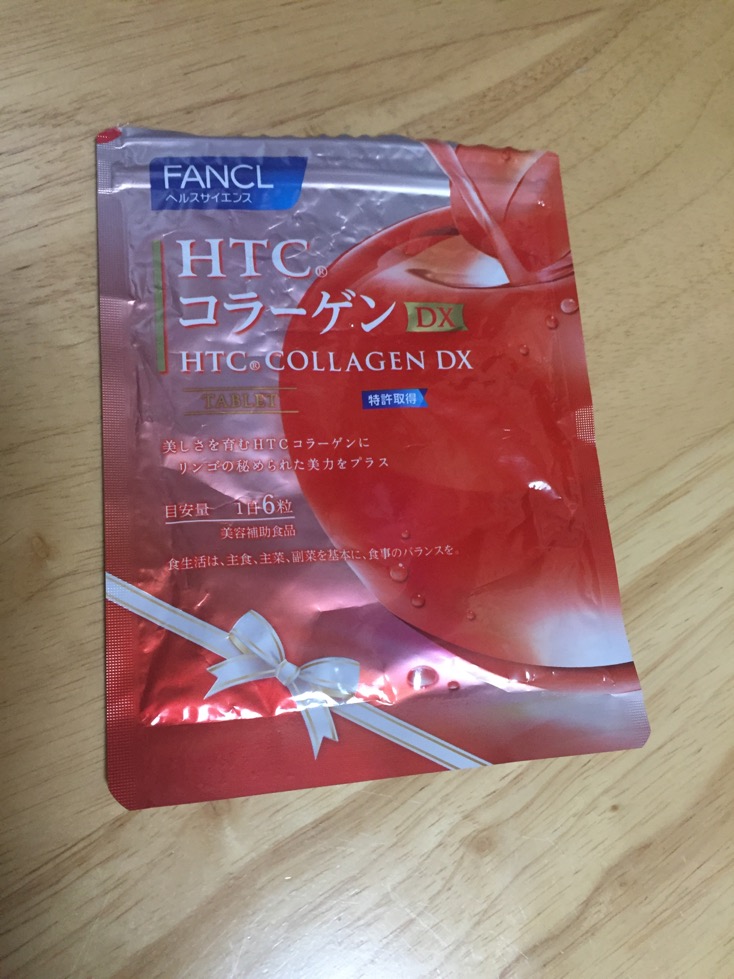 FANCL
ヘルスサイエンス
HTC®
コラーゲン DX
HTC® COLLAGEN DX
TABLET 特許取得
美しさを育むHTCコラーゲンに
リンゴの秘められた美力をプラス
目安量 1日6粒
美容補助食品
食生活は、主食、主菜、副菜を基本に、食事のバランスを。